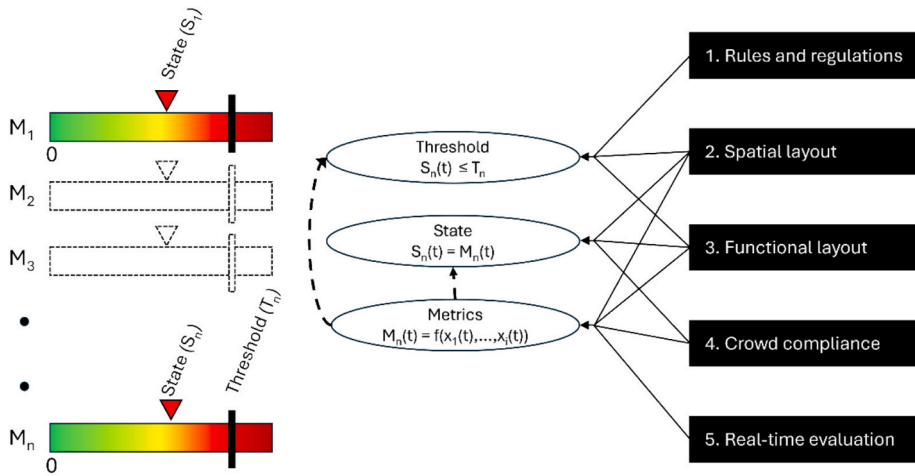 State (S₁)
M₁
0
M₂
M₃
State (Sₙ)
Threshold (Tₙ)
Mₙ
0
Threshold
Sₙ(t) ≤ Tₙ
State
Sₙ(t) = Mₙ(t)
Metrics
Mₙ(t) = f(x₁(t),...,xᵢ(t))
1. Rules and regulations
2. Spatial layout
3. Functional layout
4. Crowd compliance
5. Real-time evaluation